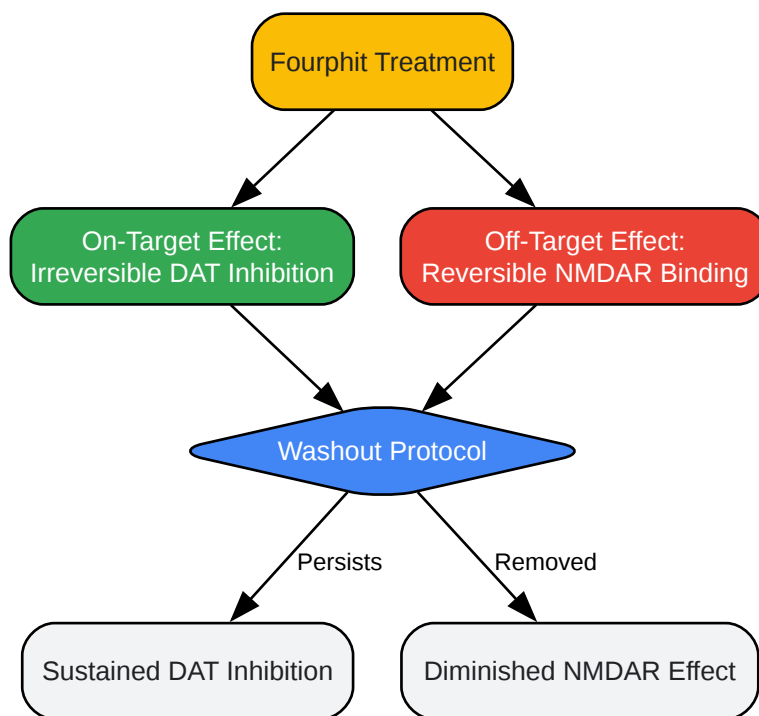 Fourphit Treatment
On-Target Effect:
Irreversible DAT Inhibition
Off-Target Effect:
Reversible NMDAR Binding
Washout Protocol
Persists
Removed
Sustained DAT Inhibition
Diminished NMDAR Effect